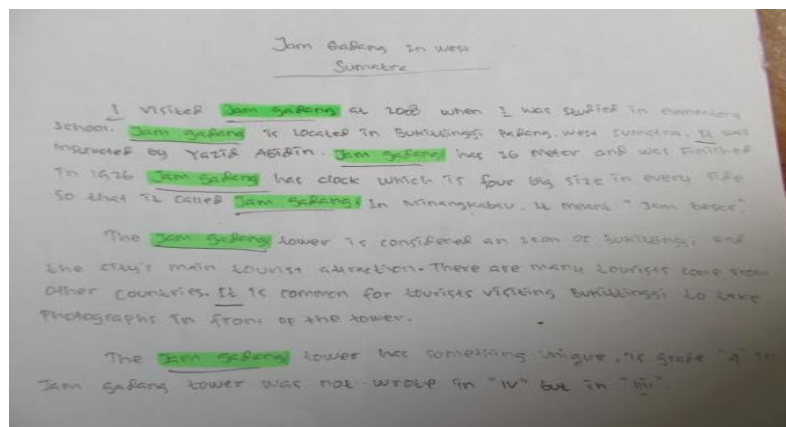 Jam Gadang in west
Sumatra
I visited Jam gadang at 2008 when I was studied in elementary
school. Jam gadang is located in Bukittinggi Padang, west sumatra. It was
instructed by Yazid Abidin. Jam gadang has 26 meter and was Finished
In 1926 Jam gadang has clock which is four big size in every side
So that is called Jam gadang. In Minangkabau, it meant "Jam besar".
The Jam gadang tower is considered an icon of Bukittinggi and
the city's main tourist attraction. There are many tourists come from
other countries. It is common for tourists visiting Bukittinggi to take
Photographs in front of the tower.
The Jam gadang tower has something unique, is grade "4" in
Jam gadang tower was not wrote in "IV" but in "IIII".